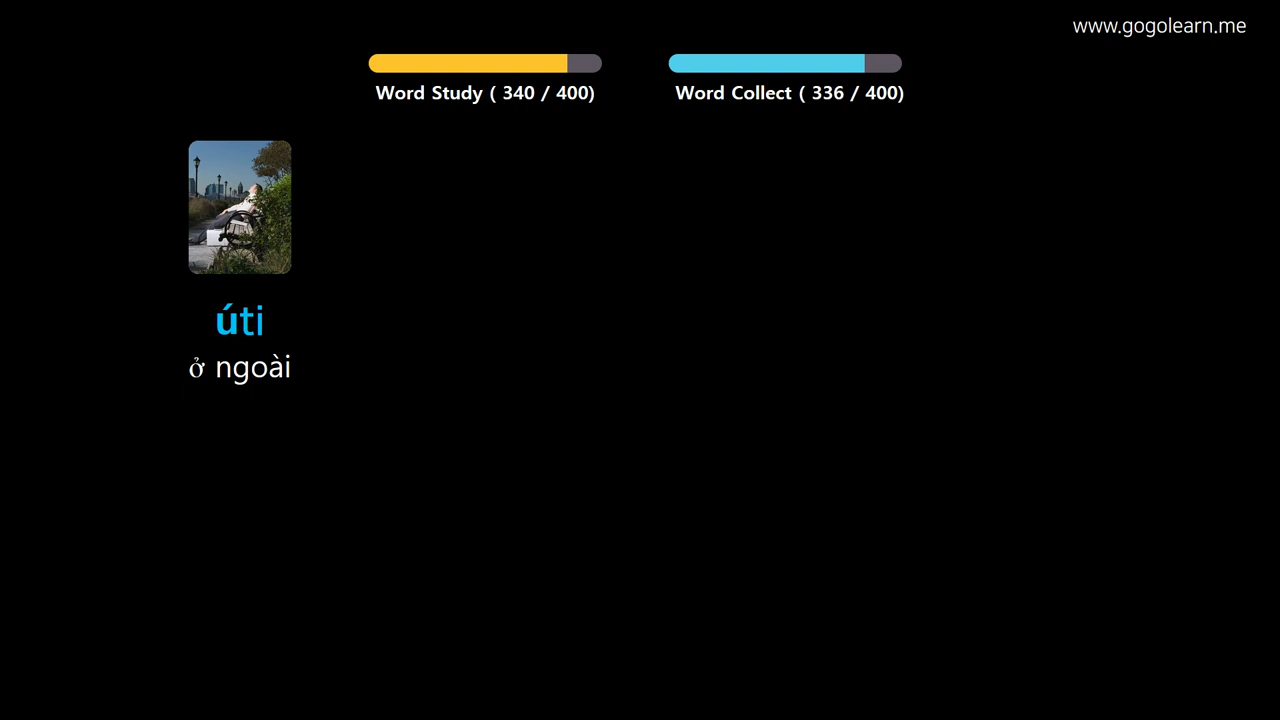 www.gogolearn.me
Word Study ( 340 / 400)
Word Collect ( 336 / 400)
úti
ở ngoài